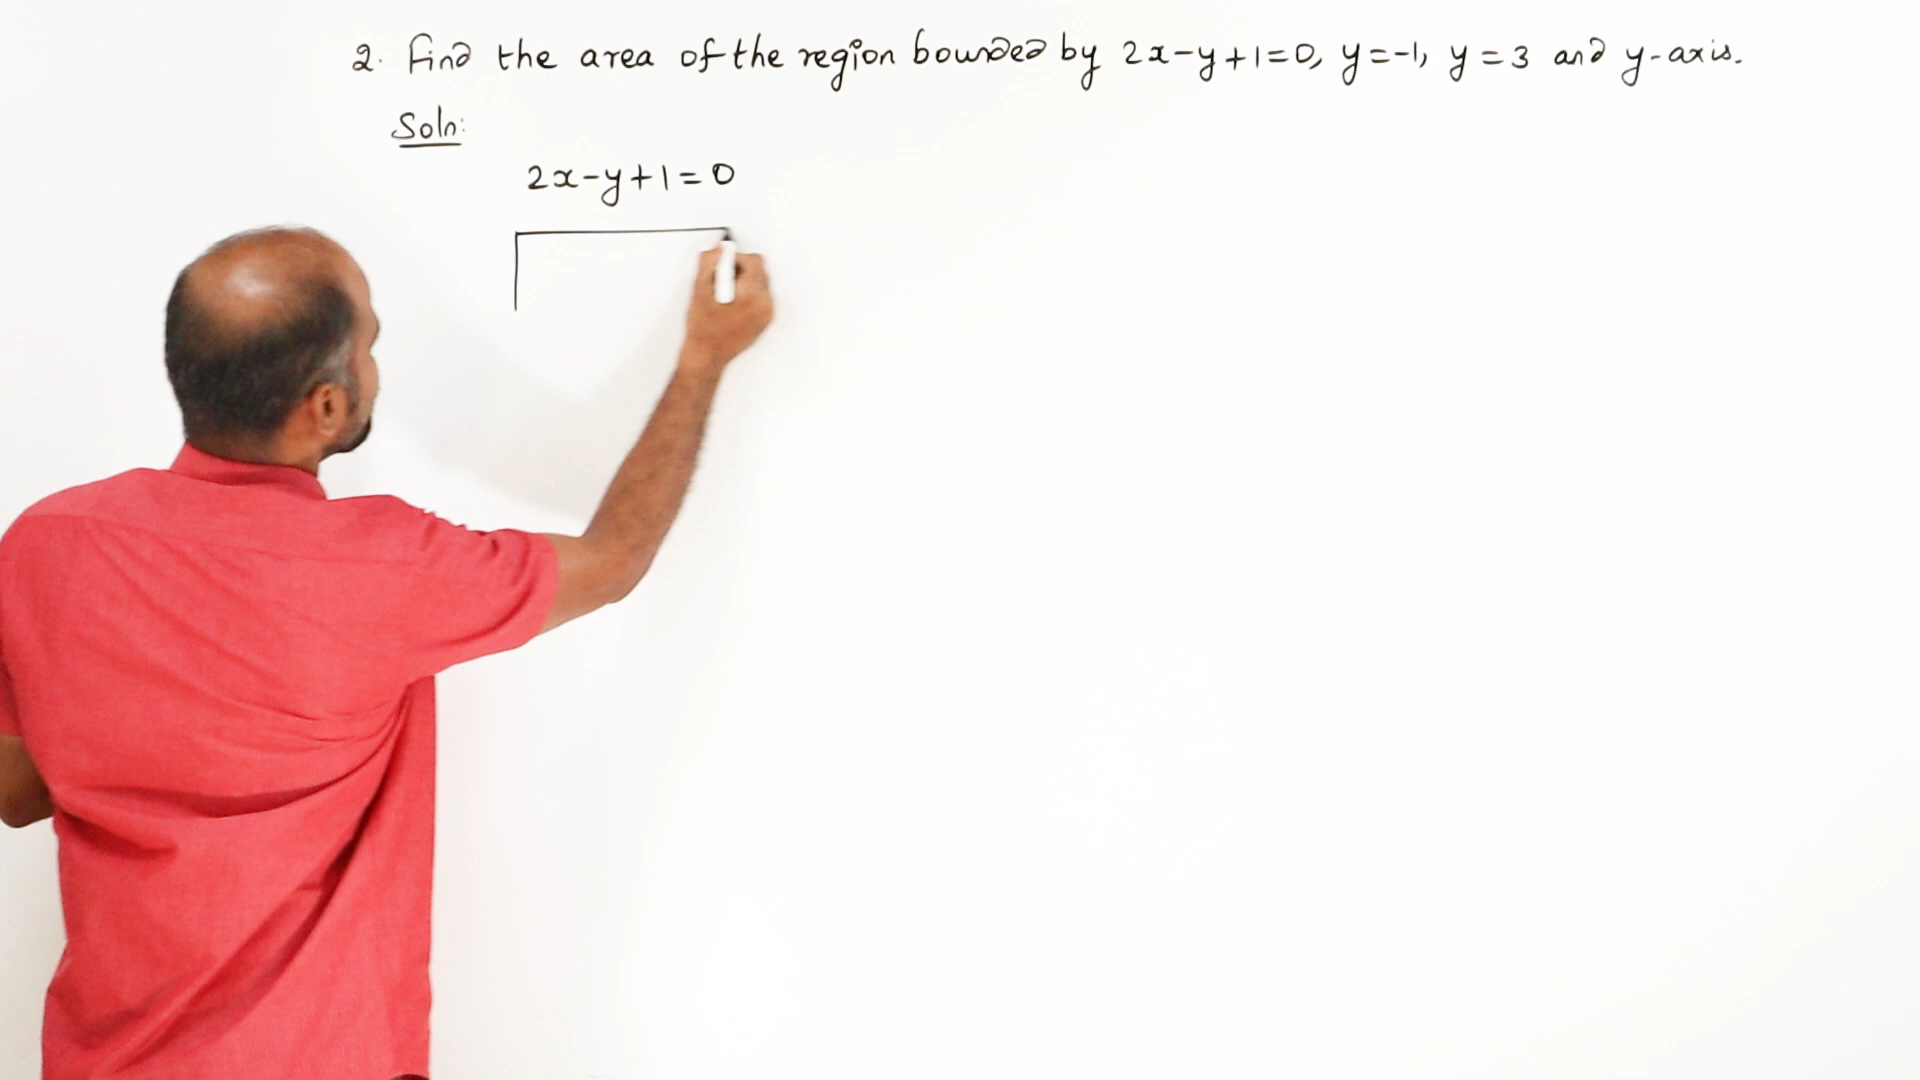 2. Find the area of the region bounded by 2x-y+1=0, y=-1, y=3 and y-axis.
Soln:
2x-y+1=0